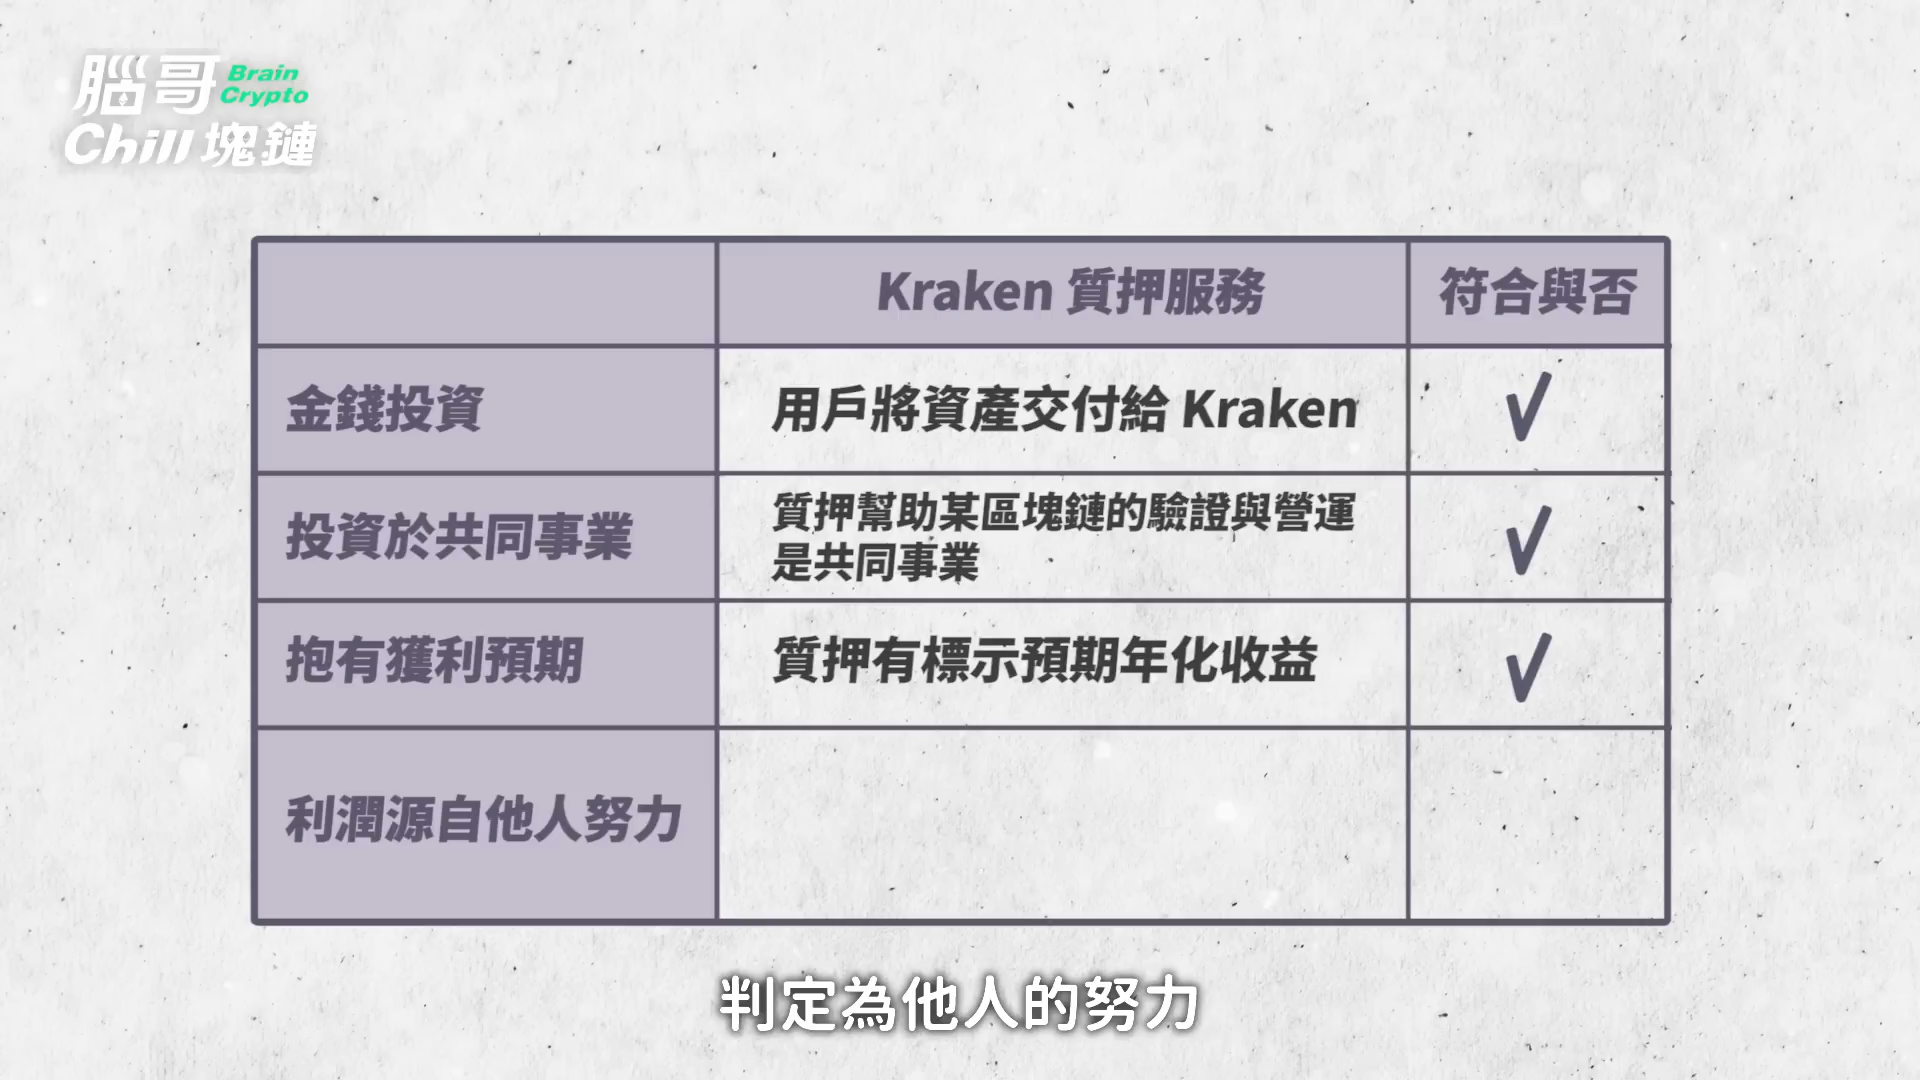 腦哥 Brain Crypto
Chill 塊鏈
Kraken 質押服務 符合與否
金錢投資 用戶將資產交付給 Kraken ✓
投資於共同事業 質押幫助某區塊鏈的驗證與營運
是共同事業 ✓
抱有獲利預期 質押有標示預期年化收益 ✓
利潤源自他人努力
判定為他人的努力